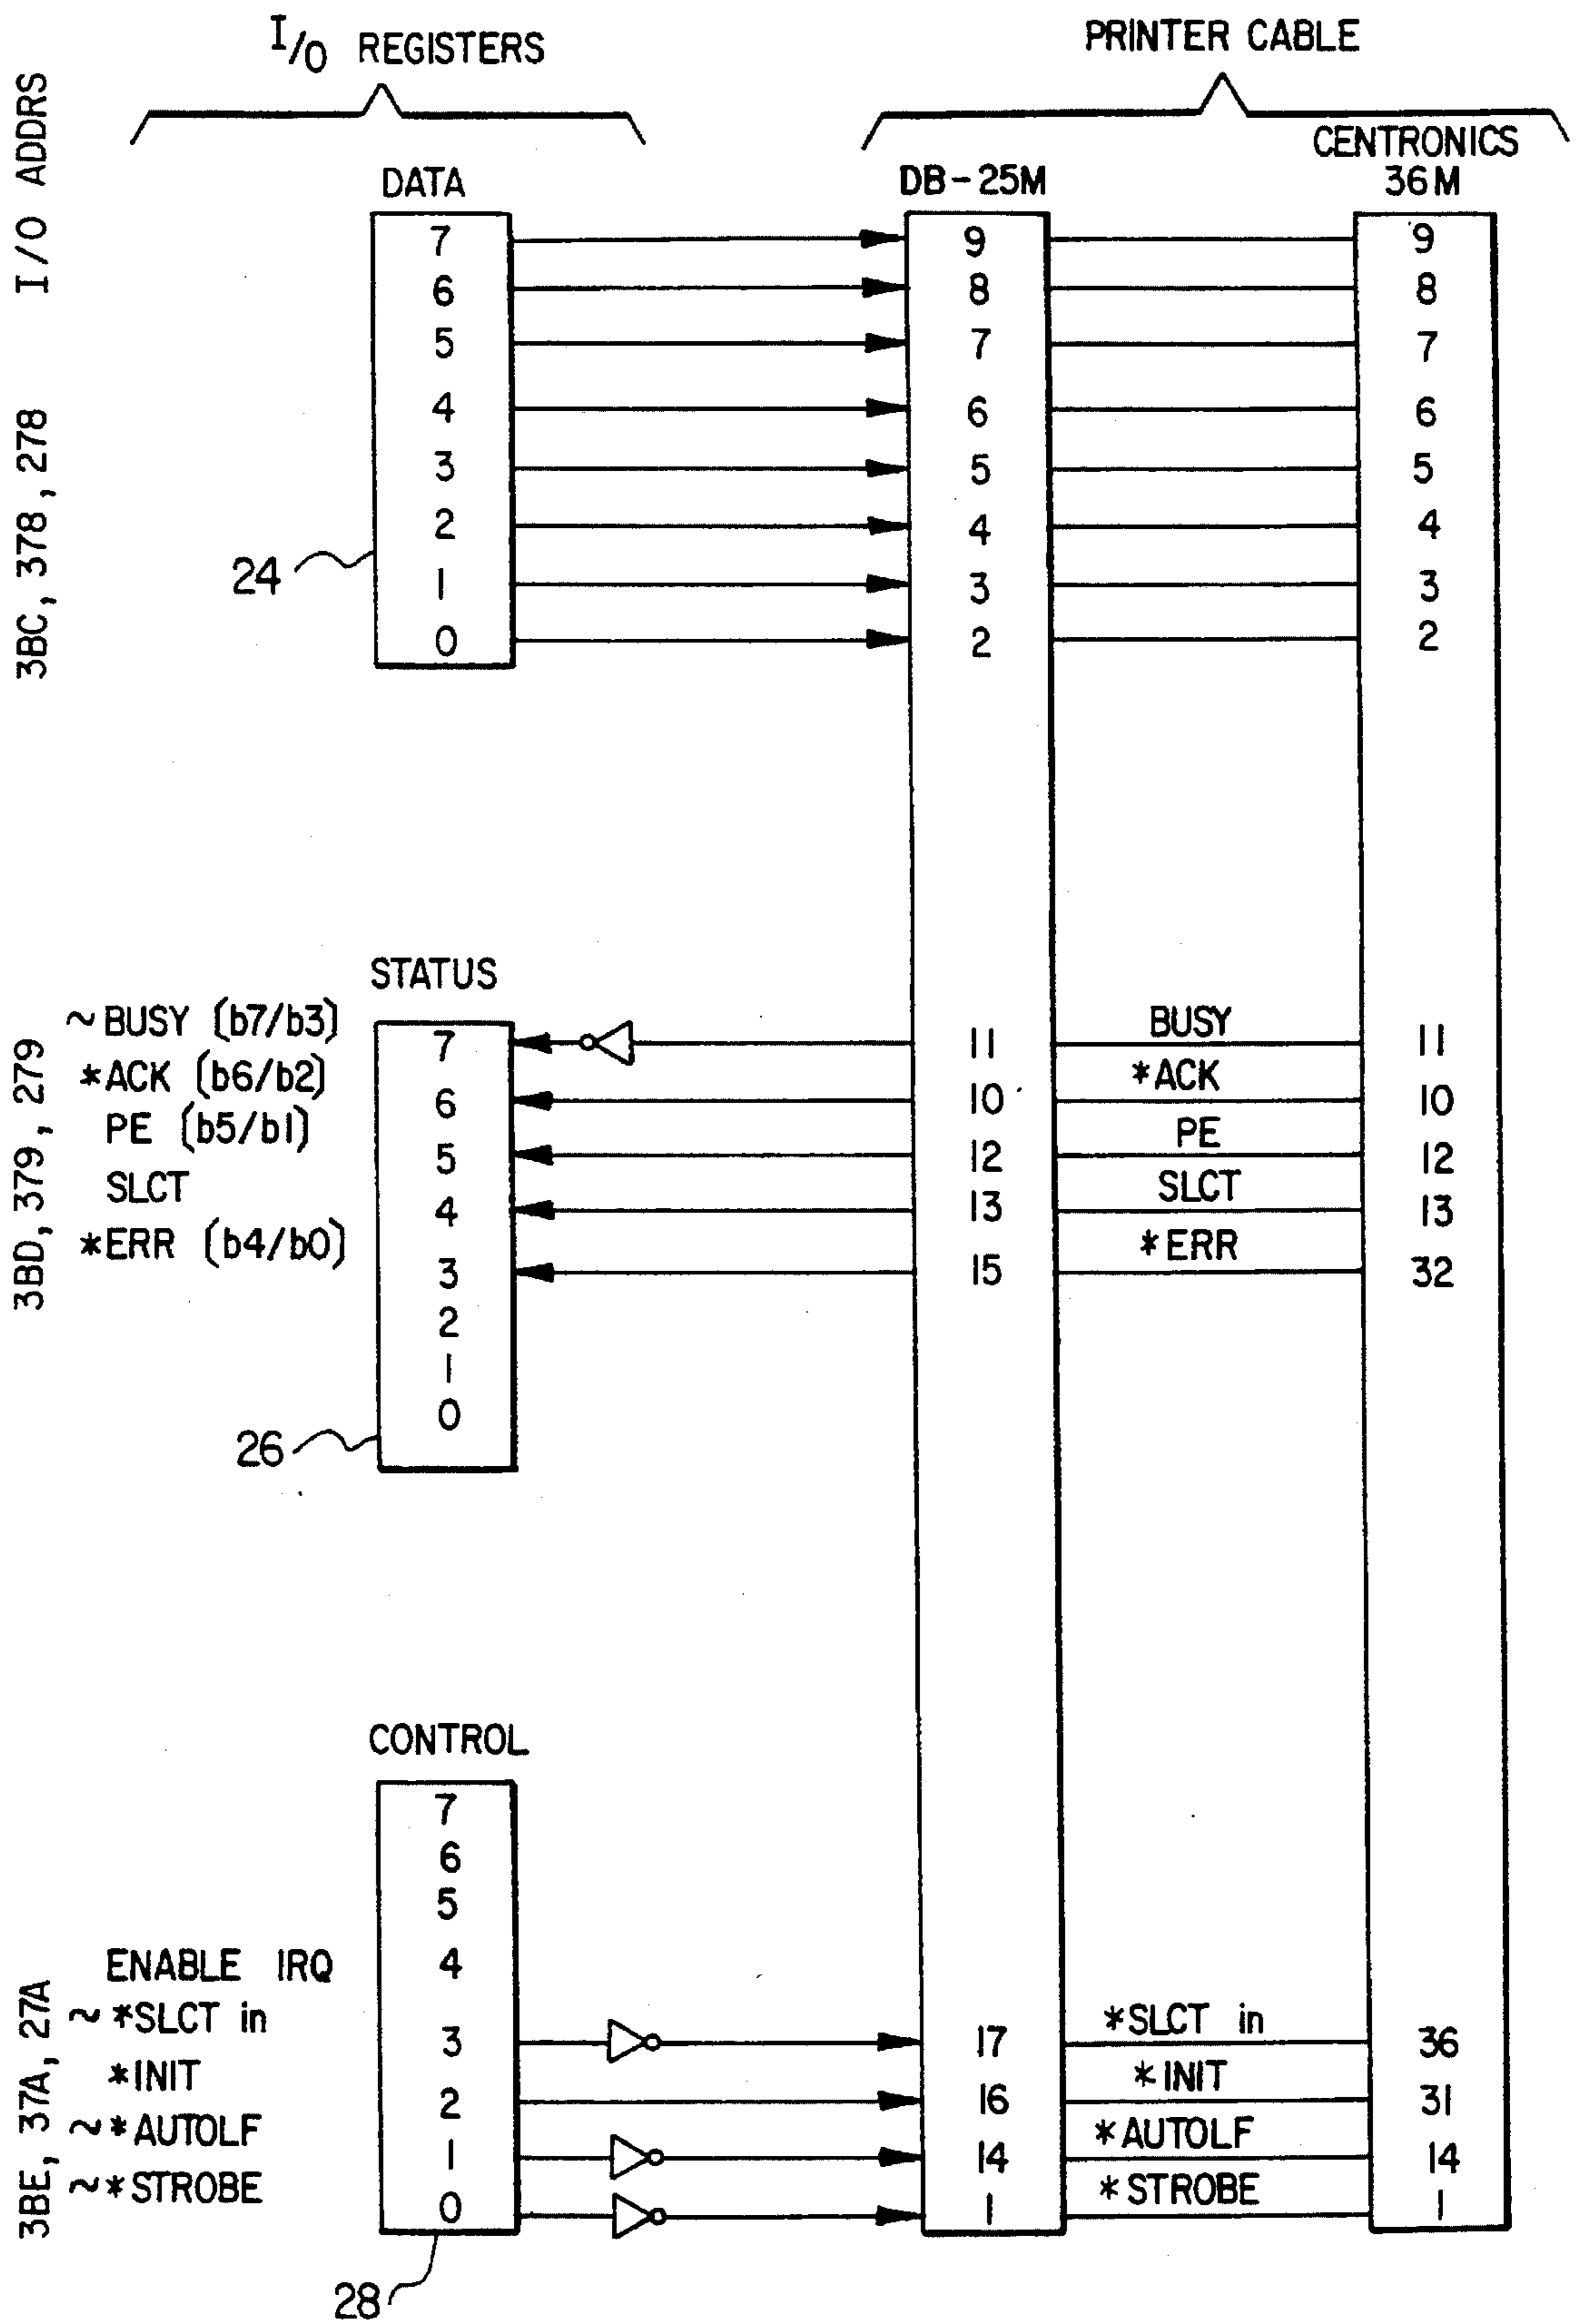 I/O REGISTERS
PRINTER CABLE
I/O ADDRS
3BC, 378, 278
DATA
7
6
5
4
3
2
1
0
24
DB-25M
CENTRONICS
36M
9 9
8 8
7 7
6 6
5 5
4 4
3 3
2 2
3BD, 379, 279
STATUS
~BUSY (b7/b3) 7 11 BUSY 11
*ACK (b6/b2) 6 10 *ACK 10
PE (b5/b1) 5 12 PE 12
SLCT 4 13 SLCT 13
*ERR (b4/b0) 3 15 *ERR 32
2
1
0
26
3BE, 37A, 27A
CONTROL
7
6
5
ENABLE IRQ 4
~*SLCT in 3 17 *SLCT in 36
*INIT 2 16 *INIT 31
~*AUTOLF 1 14 *AUTOLF 14
~*STROBE 0 1 *STROBE 1
28